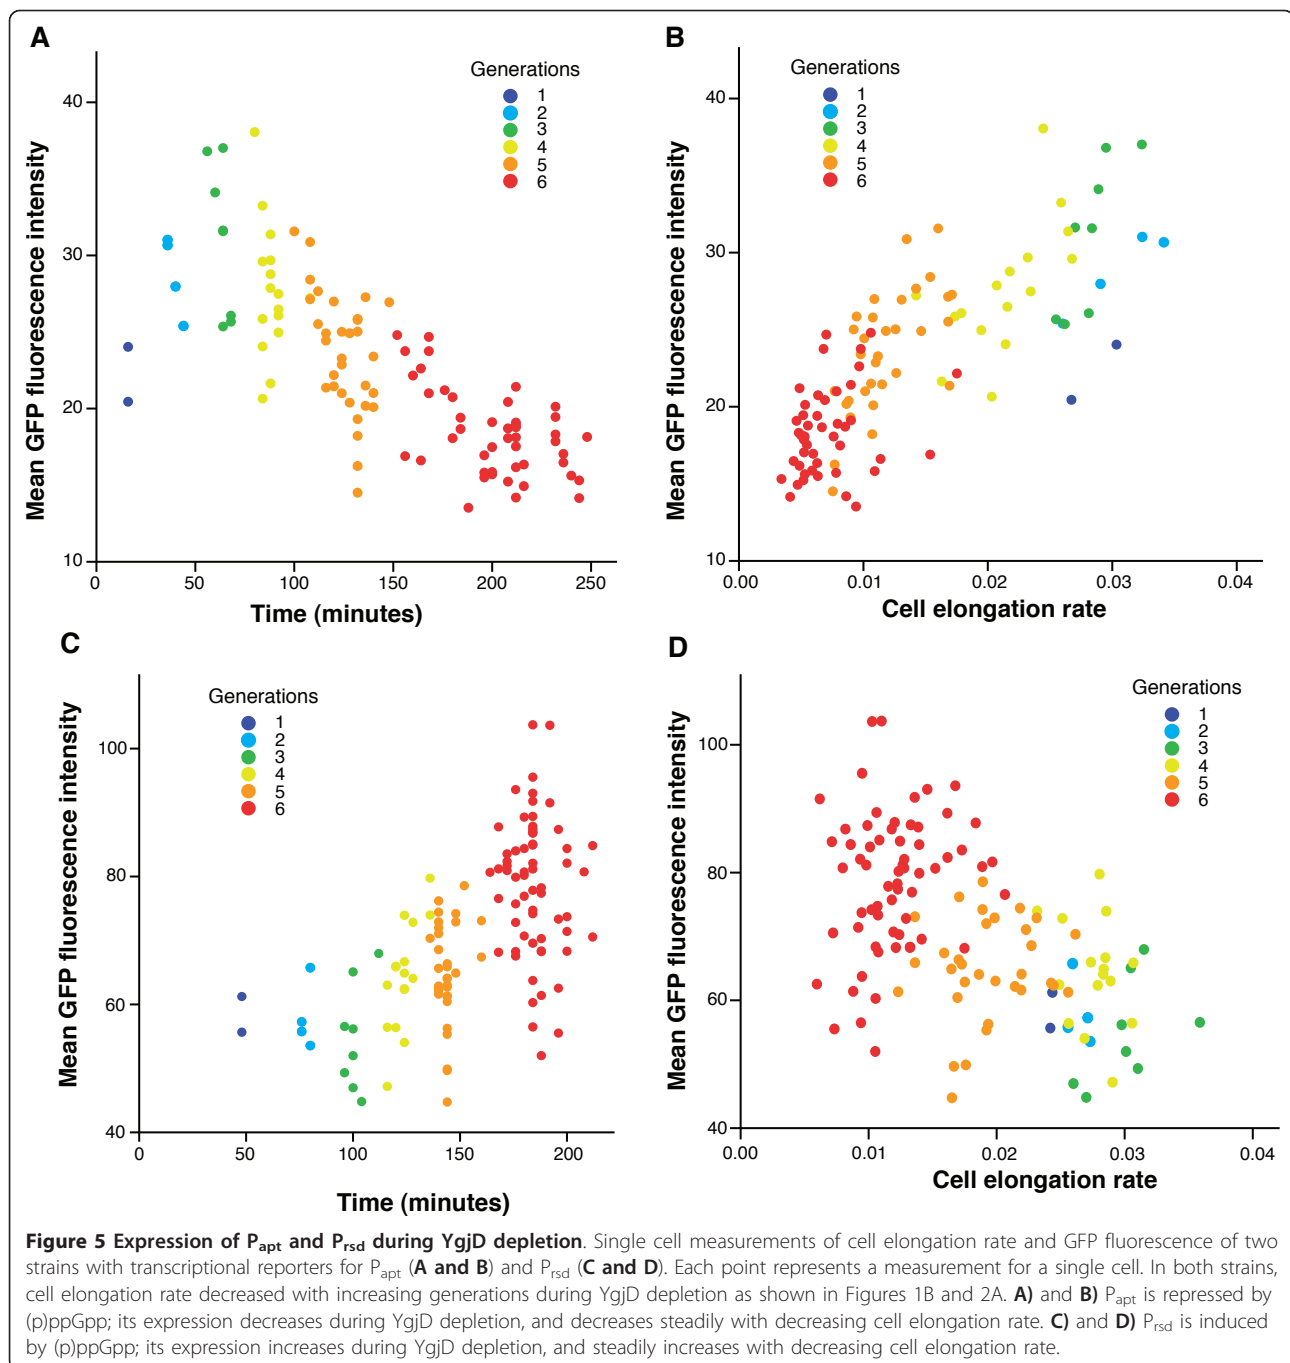 A
Generations
1
2
3
4
5
6
40
30
20
10
0
50
100
150
200
250
Mean GFP fluorescence intensity
Time (minutes)
B
Generations
1
2
3
4
5
6
40
30
20
10
0.00
0.01
0.02
0.03
0.04
Mean GFP fluorescence intensity
Cell elongation rate
C
Generations
1
2
3
4
5
6
100
80
60
40
0
50
100
150
200
Mean GFP fluorescence intensity
Time (minutes)
D
Generations
1
2
3
4
5
6
100
80
60
40
0.00
0.01
0.02
0.03
0.04
Mean GFP fluorescence intensity
Cell elongation rate
Figure 5 Expression of Papt and Prsd during YgjD depletion. Single cell measurements of cell elongation rate and GFP fluorescence of two
strains with transcriptional reporters for Papt (A and B) and Prsd (C and D). Each point represents a measurement for a single cell. In both strains,
cell elongation rate decreased with increasing generations during YgjD depletion as shown in Figures 1B and 2A. A) and B) Papt is repressed by
(p)ppGpp; its expression decreases during YgjD depletion, and decreases steadily with decreasing cell elongation rate. C) and D) Prsd is induced
by (p)ppGpp; its expression increases during YgjD depletion, and steadily increases with decreasing cell elongation rate.